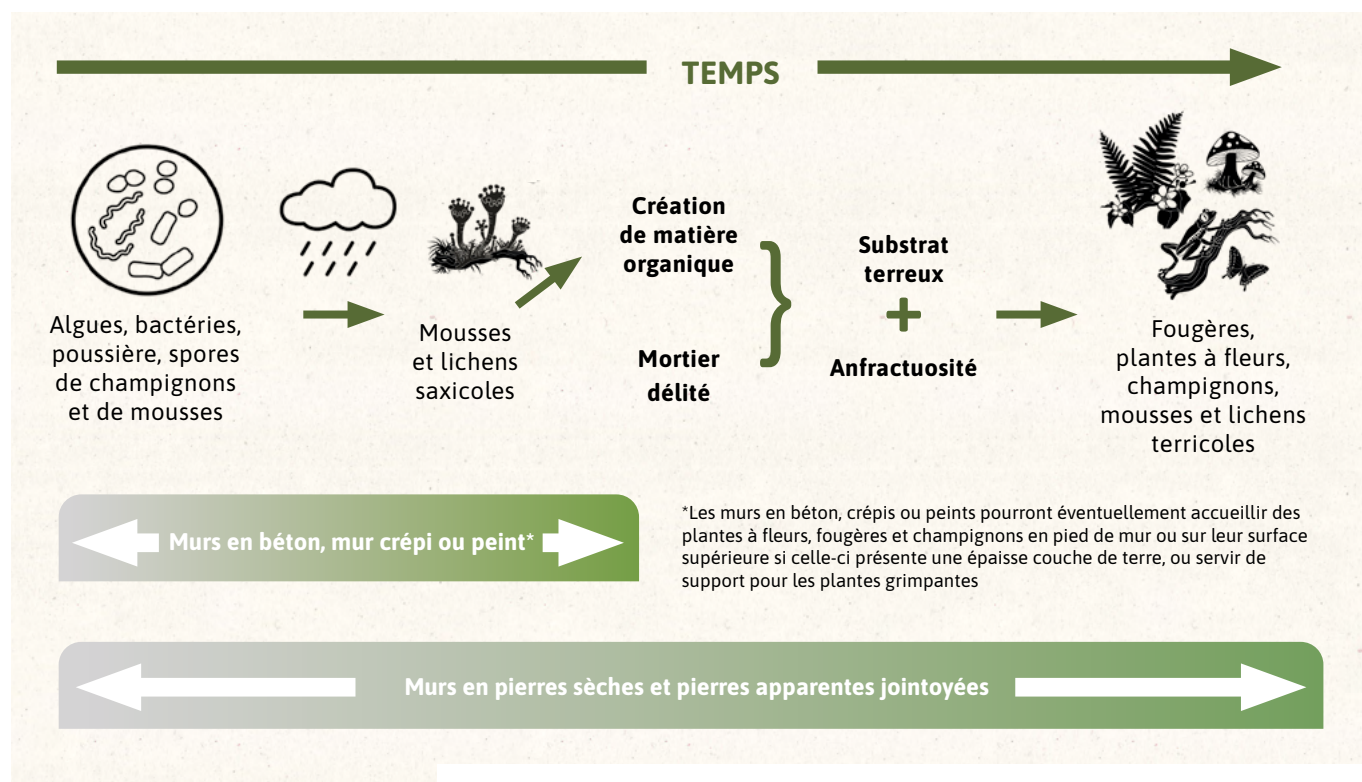 TEMPS
Algues, bactéries,
poussière, spores
de champignons
et de mousses
Mousses
et lichens
saxicoles
Création
de matière
organique
Mortier
délité
Substrat
terreux
+
Anfractuosité
Fougères,
plantes à fleurs,
champignons,
mousses et lichens
terricoles
Murs en béton, mur crépi ou peint*
*Les murs en béton, crépis ou peints pourront éventuellement accueillir des
plantes à fleurs, fougères et champignons en pied de mur ou sur leur surface
supérieure si celle-ci présente une épaisse couche de terre, ou servir de
support pour les plantes grimpantes
Murs en pierres sèches et pierres apparentes jointoyées